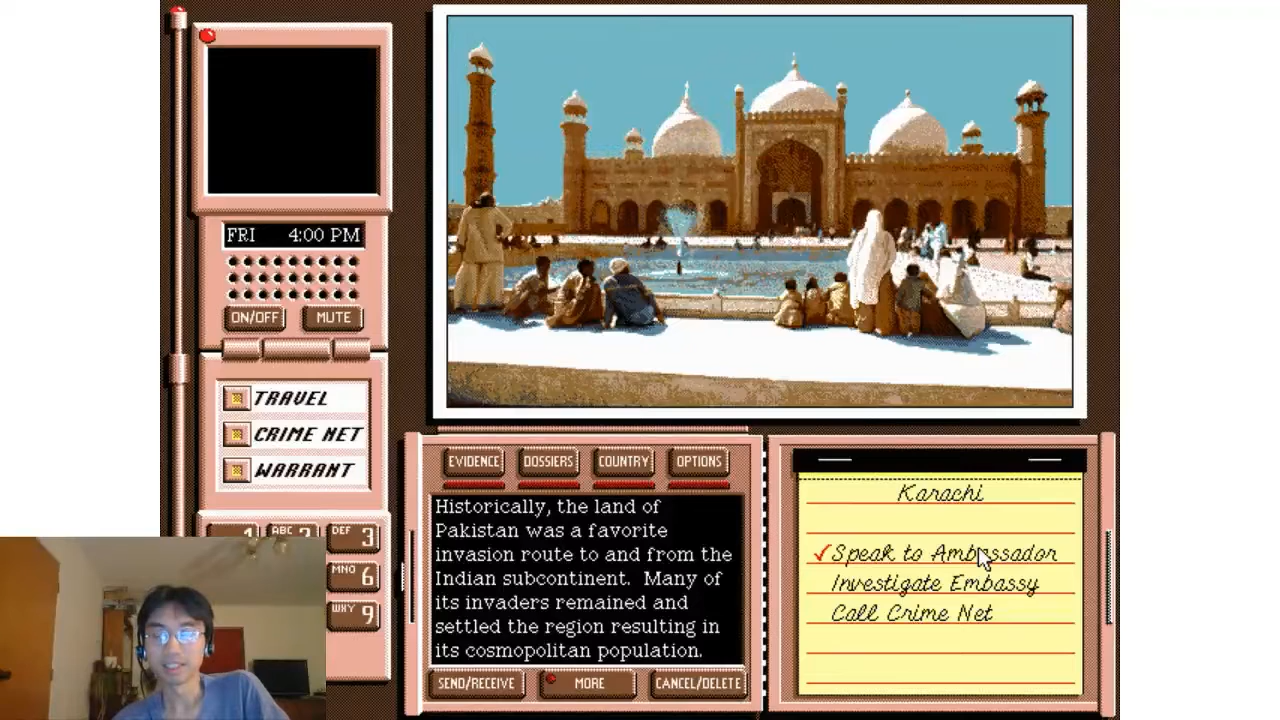 FRI 4:00 PM
ON/OFF MUTE
TRAVEL
CRIME NET
WARRANT
ABC DEF 3
MNO 6
WXY 9
EVIDENCE DOSSIERS COUNTRY OPTIONS
Historically, the land of
Pakistan was a favorite
invasion route to and from the
Indian subcontinent. Many of
its invaders remained and
settled the region resulting in
its cosmopolitan population.
SEND/RECEIVE MORE CANCEL/DELETE
Karachi
✓Speak to Ambassador
Investigate Embassy
Call Crime Net